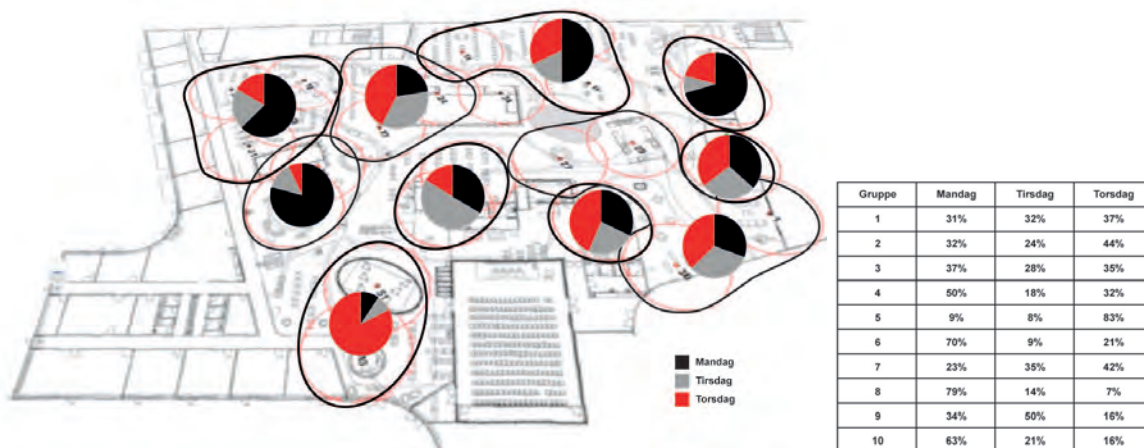 27
29
Mandag
Tirsdag
Torsdag
Gruppe Mandag Tirsdag Torsdag
1 31% 32% 37%
2 32% 24% 44%
3 37% 28% 35%
4 50% 18% 32%
5 9% 8% 83%
6 70% 9% 21%
7 23% 35% 42%
8 79% 14% 7%
9 34% 50% 16%
10 63% 21% 16%